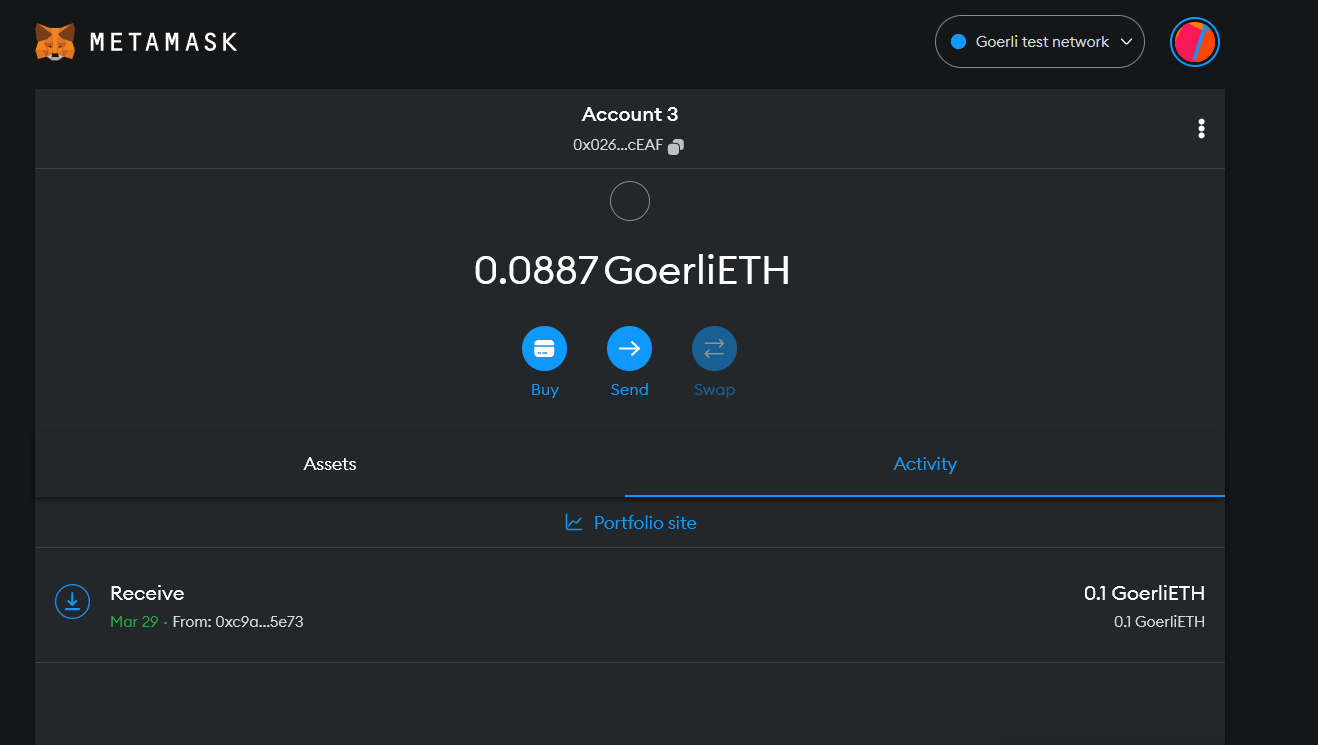 METAMASK
Goerli test network
Account 3
0x026...cEAF
0.0887 GoerliETH
Buy
Send
Swap
Assets
Activity
Portfolio site
Receive
0.1 GoerliETH
Mar 29 · From: 0xc9a...5e73
0.1 GoerliETH